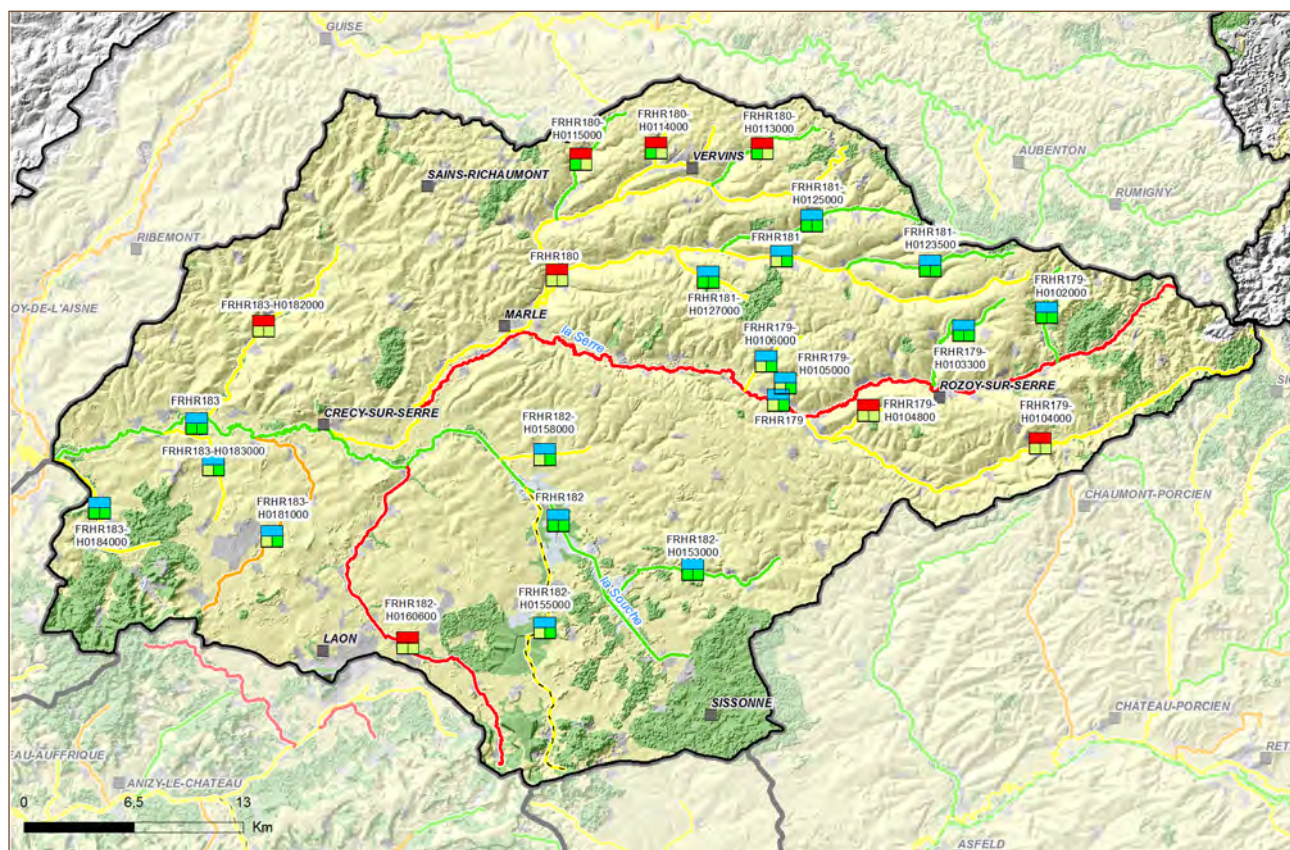 GUISE
FRHR180-
H0115000
FRHR180-
H0114000
FRHR180-
H0113000
VERVINS
AUBENTON
SAINS-RICHAUMONT
RUMIGNY
FRHR181-
H0125000
RIBEMONT
FRHR181
FRHR181-
H0123500
FRHR180
FRHR181-
H0127000
FRHR179-
H0102000
OY-DE-L'AISNE
FRHR183-H0182000
MARLE
la Serre
FRHR179-
H0106000
FRHR179-
H0105000
FRHR179-
H0103300
ROZOY-SUR-SERRE
FRHR183
CRECY-SUR-SERRE
FRHR179
FRHR179-
H0104800
FRHR179-
H0104000
FRHR182-
H0158000
FRHR183-H0183000
FRHR182
CHAUMONT-PORCIEN
FRHR183-
H0184000
FRHR183-
H0181000
FRHR182-
H0153000
la Souche
FRHR182-
H0155000
FRHR182-
H0160600
LAON
SISSONNE
CHÂTEAU-PORCIEN
EAU-AUFFRIQUE
RET
ANIZY-LE-CHATEAU
0 6,5 13
Km
ASFELD